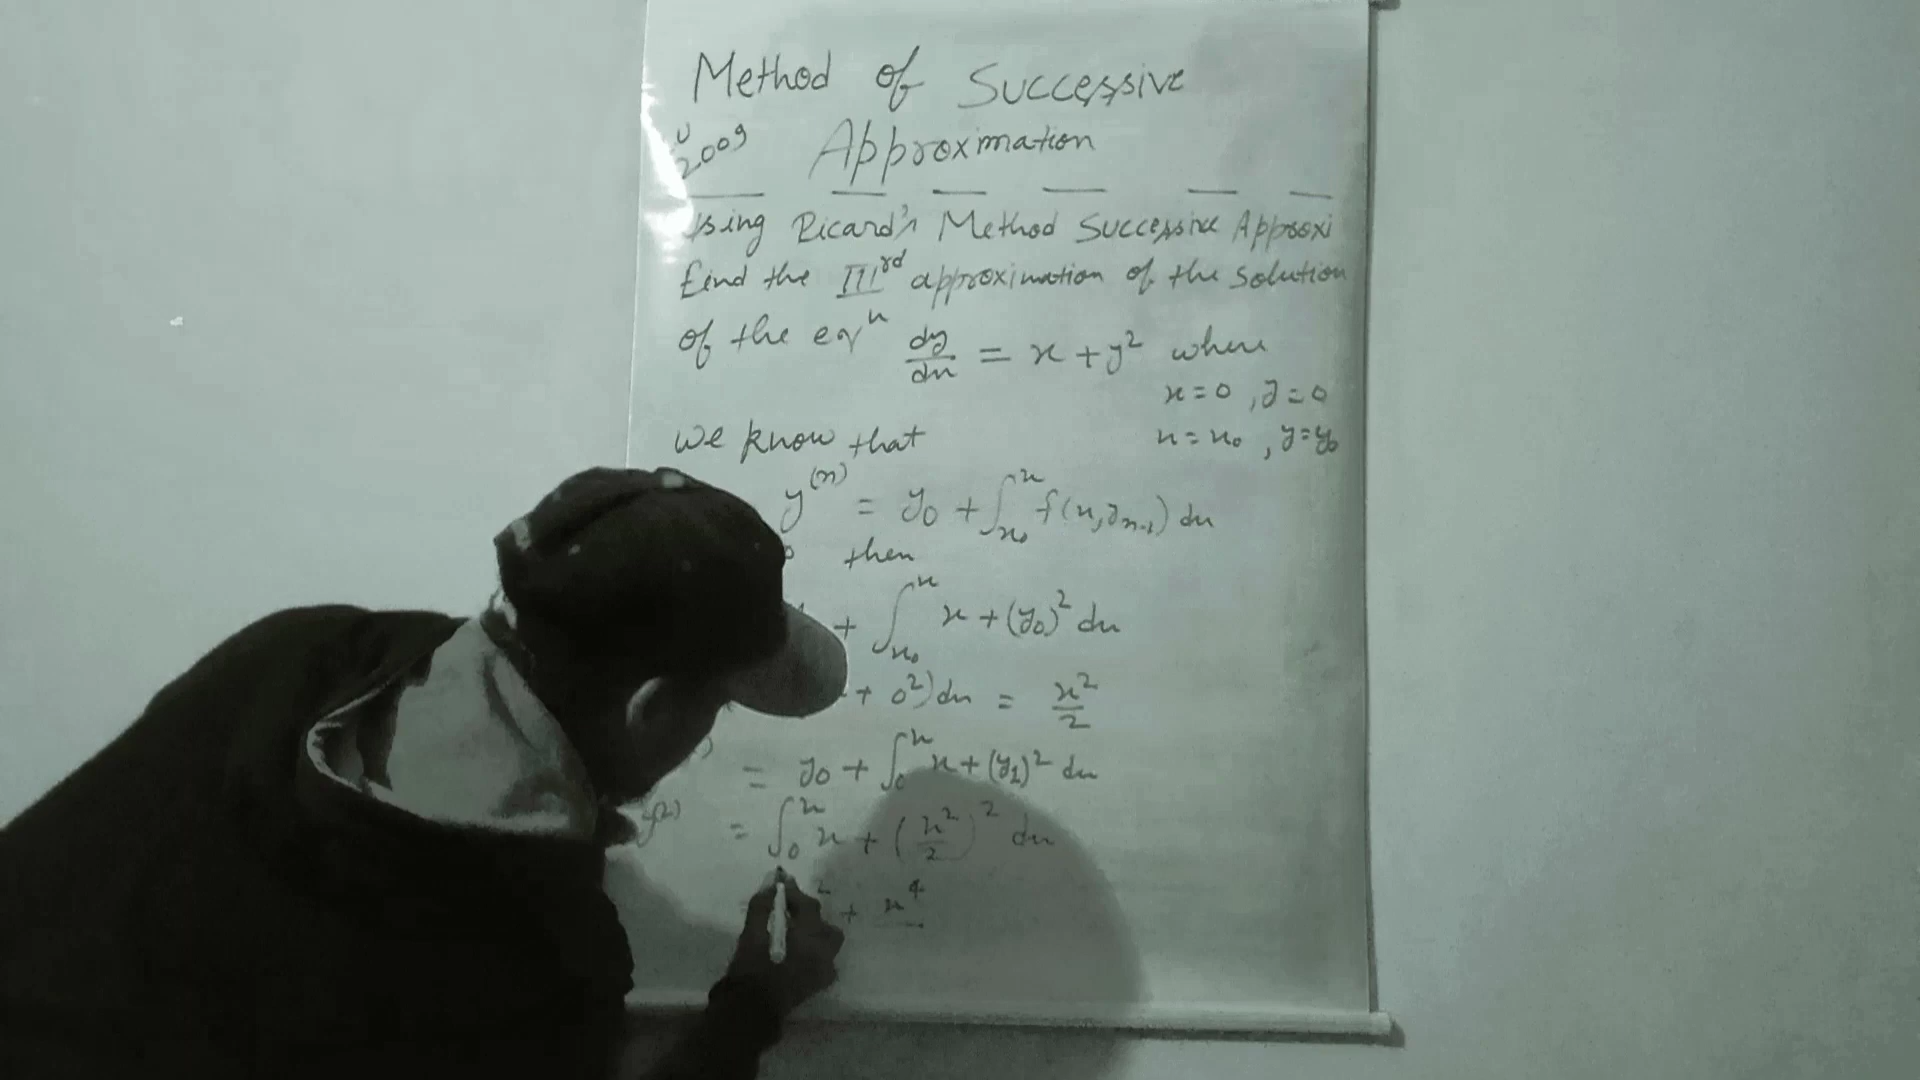 Method of Successive
U
2009 Approximation
Using Picard's Method Successive Approxi
find the IIIrd approximation of the solution
of the eqn dy/dx = x + y² where
x = 0 , y = 0
we know that x = x₀ , y = y₀
y⁽ⁿ⁾ = y₀ + ∫ₓ₀ˣ f(x, yₙ₋₁) dx
then
+ ∫ₓ₀ˣ x + (y₀)² dx
+ 0²) dx = x²/2
= y₀ + ∫₀ˣ x + (y₁)² dx
y⁽²⁾ = ∫₀ˣ x + (x²/2)² dx
+ x⁴